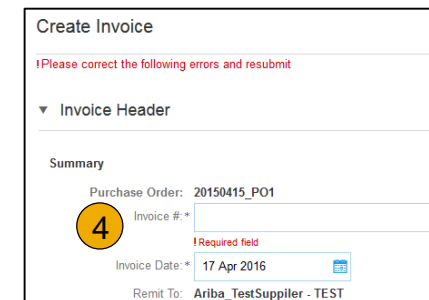 Create Invoice
!Please correct the following errors and resubmit
▼ Invoice Header
Summary
Purchase Order: 20150415_PO1
4
Invoice #:*
! Required field
Invoice Date:* 17 Apr 2016
Remit To: Ariba_TestSuppiler - TEST